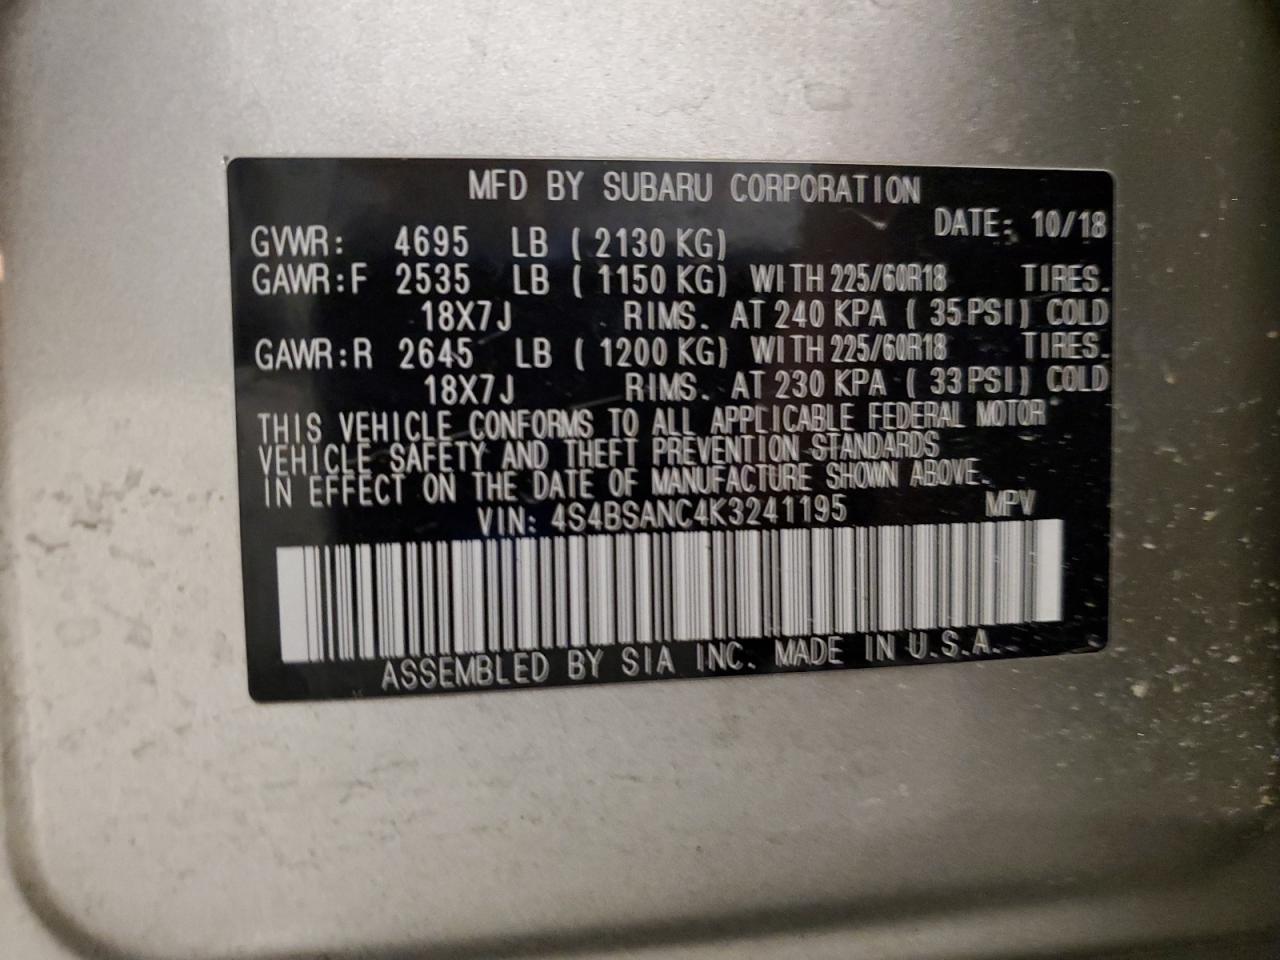 MFD BY SUBARU CORPORATION
DATE: 10/18
GVWR: 4695 LB ( 2130 KG)
GAWR:F 2535 LB ( 1150 KG) WITH 225/60R18 TIRES.
18X7J RIMS. AT 240 KPA ( 35 PSI) COLD
GAWR:R 2645 LB ( 1200 KG) WITH 225/60R18 TIRES.
18X7J RIMS. AT 230 KPA ( 33 PSI) COLD
THIS VEHICLE CONFORMS TO ALL APPLICABLE FEDERAL MOTOR
VEHICLE SAFETY AND THEFT PREVENTION STANDARDS
IN EFFECT ON THE DATE OF MANUFACTURE SHOWN ABOVE.
VIN: 4S4BSANC4K3241195 MPV
ASSEMBLED BY SIA INC. MADE IN U.S.A.